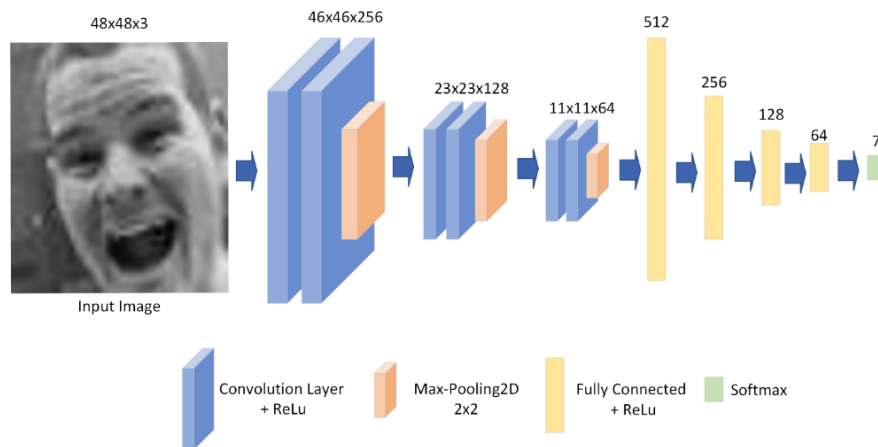 48x48x3
46x46x256
23x23x128
11x11x64
512
256
128
64
7
Input Image
Convolution Layer
+ ReLu
Max-Pooling2D
2x2
Fully Connected
+ ReLu
Softmax